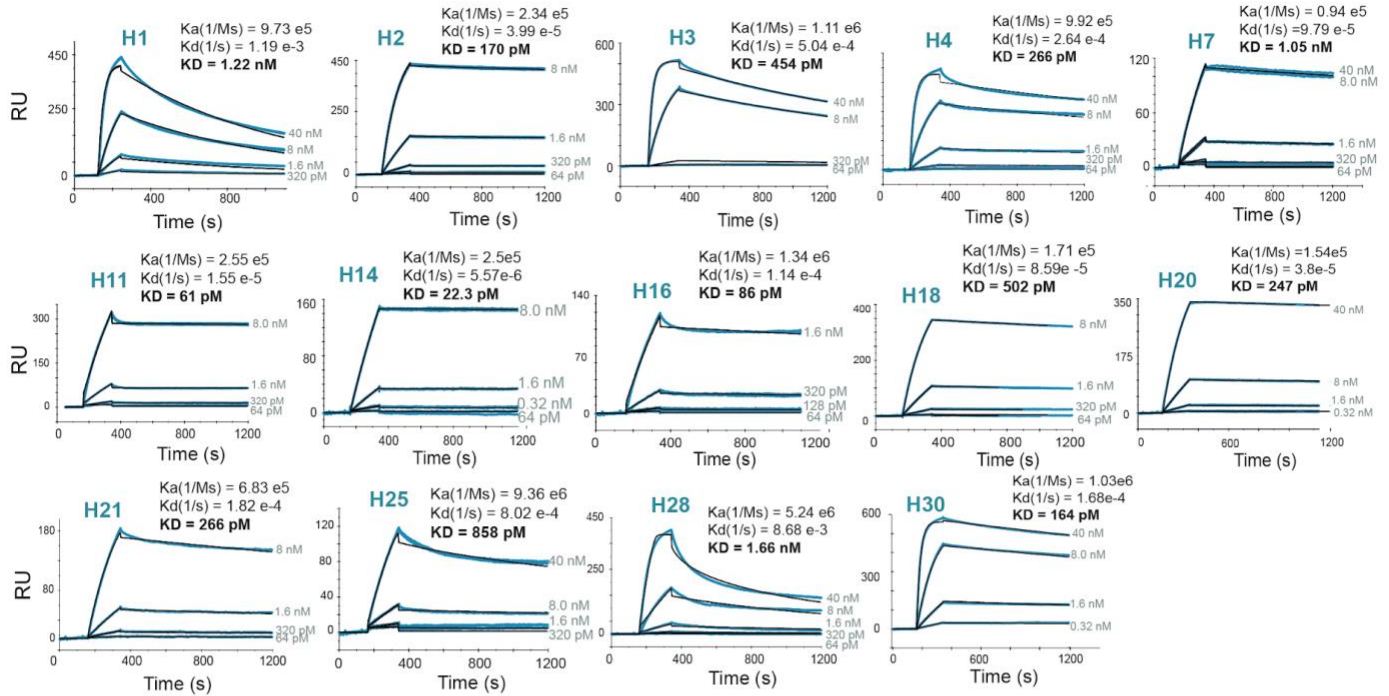 H1
Ka(1/Ms) = 9.73 e5
Kd(1/s) = 1.19 e-3
KD = 1.22 nM
RU
450
250
0
40 nM
8 nM
1.6 nM
320 pM
0
400
800
Time (s)
H2
Ka(1/Ms) = 2.34 e5
Kd(1/s) = 3.99e-5
KD = 170 pM
450
250
0
8 nM
1.6 nM
320 pM
64 pM
0
400
800
1200
Time (s)
H3
Ka(1/Ms) = 1.11 e6
Kd(1/s) = 5.04 e-4
KD = 454 pM
600
300
0
40 nM
8 nM
320 pM
64 pM
0
400
800
1200
Time (s)
H4
Ka(1/Ms) = 9.92 e5
Kd(1/s) = 2.64 e-4
KD = 266 pM
450
250
0
40 nM
8 nM
1.6 nM
320 pM
64 pM
0
400
800
1200
Time (s)
H7
Ka(1/Ms) = 0.94 e5
Kd(1/s) =9.79 e-5
KD = 1.05 nM
120
60
0
40 nM
8.0 nM
1.6 nM
320 pM
64 pM
0
400
800
1200
Time (s)
H11
Ka(1/Ms) = 2.55 e5
Kd(1/s) = 1.55 e-5
KD = 61 pM
RU
300
150
0
8.0 nM
1.6 nM
320 pM
64 pM
0
400
800
1200
Time (s)
H14
Ka(1/Ms) = 2.5e5
Kd(1/s) = 5.57e-6
KD = 22.3 pM
160
80
40
0
8.0 nM
1.6 nM
0.32 nM
64 pM
0
400
800
1200
Time (s)
H16
Ka(1/Ms) = 1.34 e6
Kd(1/s) = 1.14 e-4
KD = 86 pM
140
70
0
1.6 nM
320 pM
128 pM
64 pM
0
400
800
1200
Time (s)
H18
Ka(1/Ms) = 1.71 e5
Kd(1/s) = 8.59e -5
KD = 502 pM
400
200
0
8 nM
1.6 nM
320 pM
64 pM
0
400
800
1200
Time (s)
H20
Ka(1/Ms) =1.54e5
Kd(1/s) = 3.8e-5
KD = 247 pM
350
175
0
40 nM
8 nM
1.6 nM
0.32 nM
0
600
1200
Time (s)
H21
Ka(1/Ms) = 6.83 e5
Kd(1/s) = 1.82 e-4
KD = 266 pM
RU
180
80
0
8 nM
1.6 nM
320 pM
64 pM
0
400
800
1200
Time (s)
H25
Ka(1/Ms) = 9.36 e6
Kd(1/s) = 8.02 e-4
KD = 858 pM
120
80
40
0
40 nM
8.0 nM
1.6 nM
320 pM
0
400
800
1200
Time (s)
H28
Ka(1/Ms) = 5.24 e6
Kd(1/s) = 8.68 e-3
KD = 1.66 nM
450
250
0
40 nM
8 nM
1.6 nM
320 pM
64 pM
0
400
800
1200
Time (s)
H30
Ka(1/Ms) = 1.03e6
Kd(1/s) = 1.68e-4
KD = 164 pM
600
300
0
40 nM
8.0 nM
1.6 nM
0.32 nM
0
400
800
1200
Time (s)